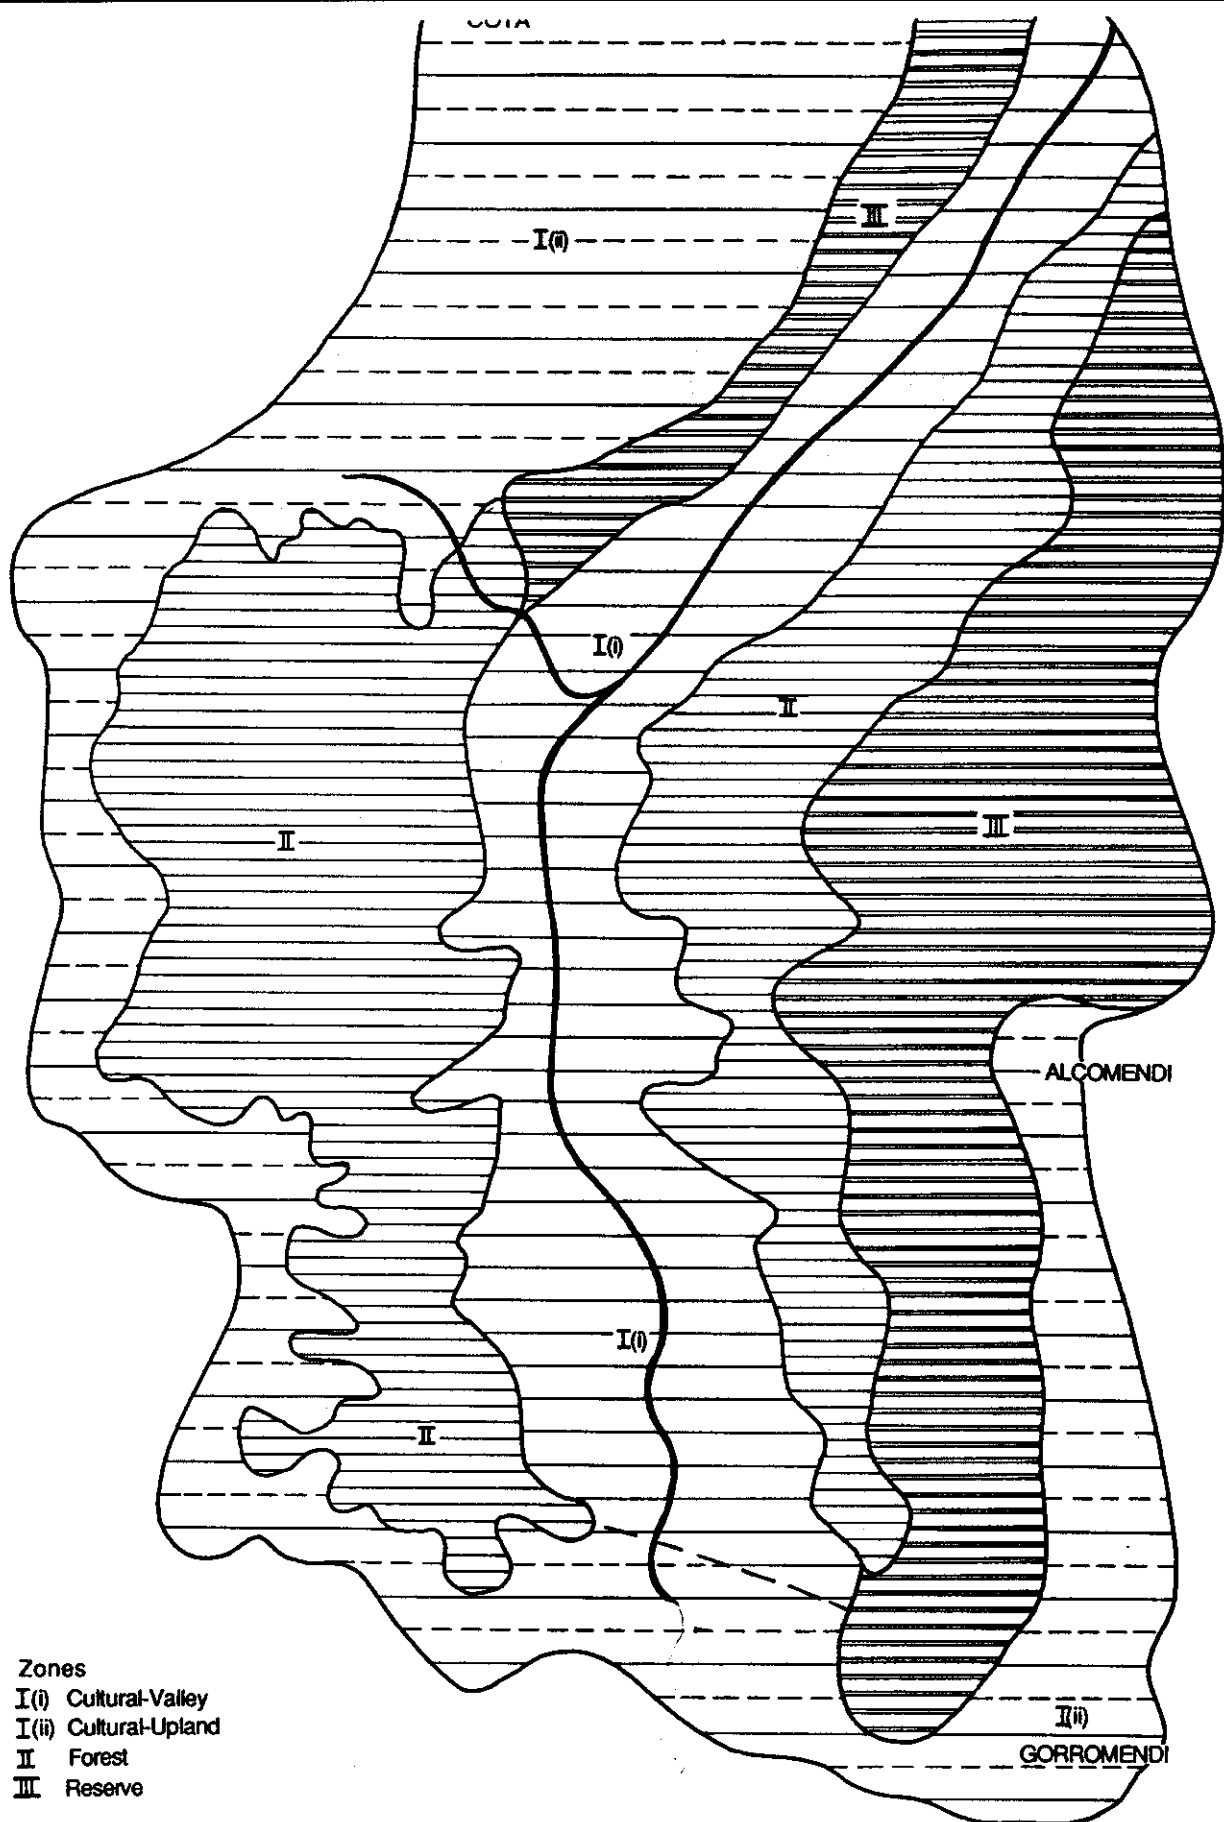 I(ii)
III
I(i)
II
III
II
ALCOMENDI
I(i)
II
I(ii)
GORROMENDI
Zones
I(i) Cultural-Valley
I(ii) Cultural-Upland
II Forest
III Reserve